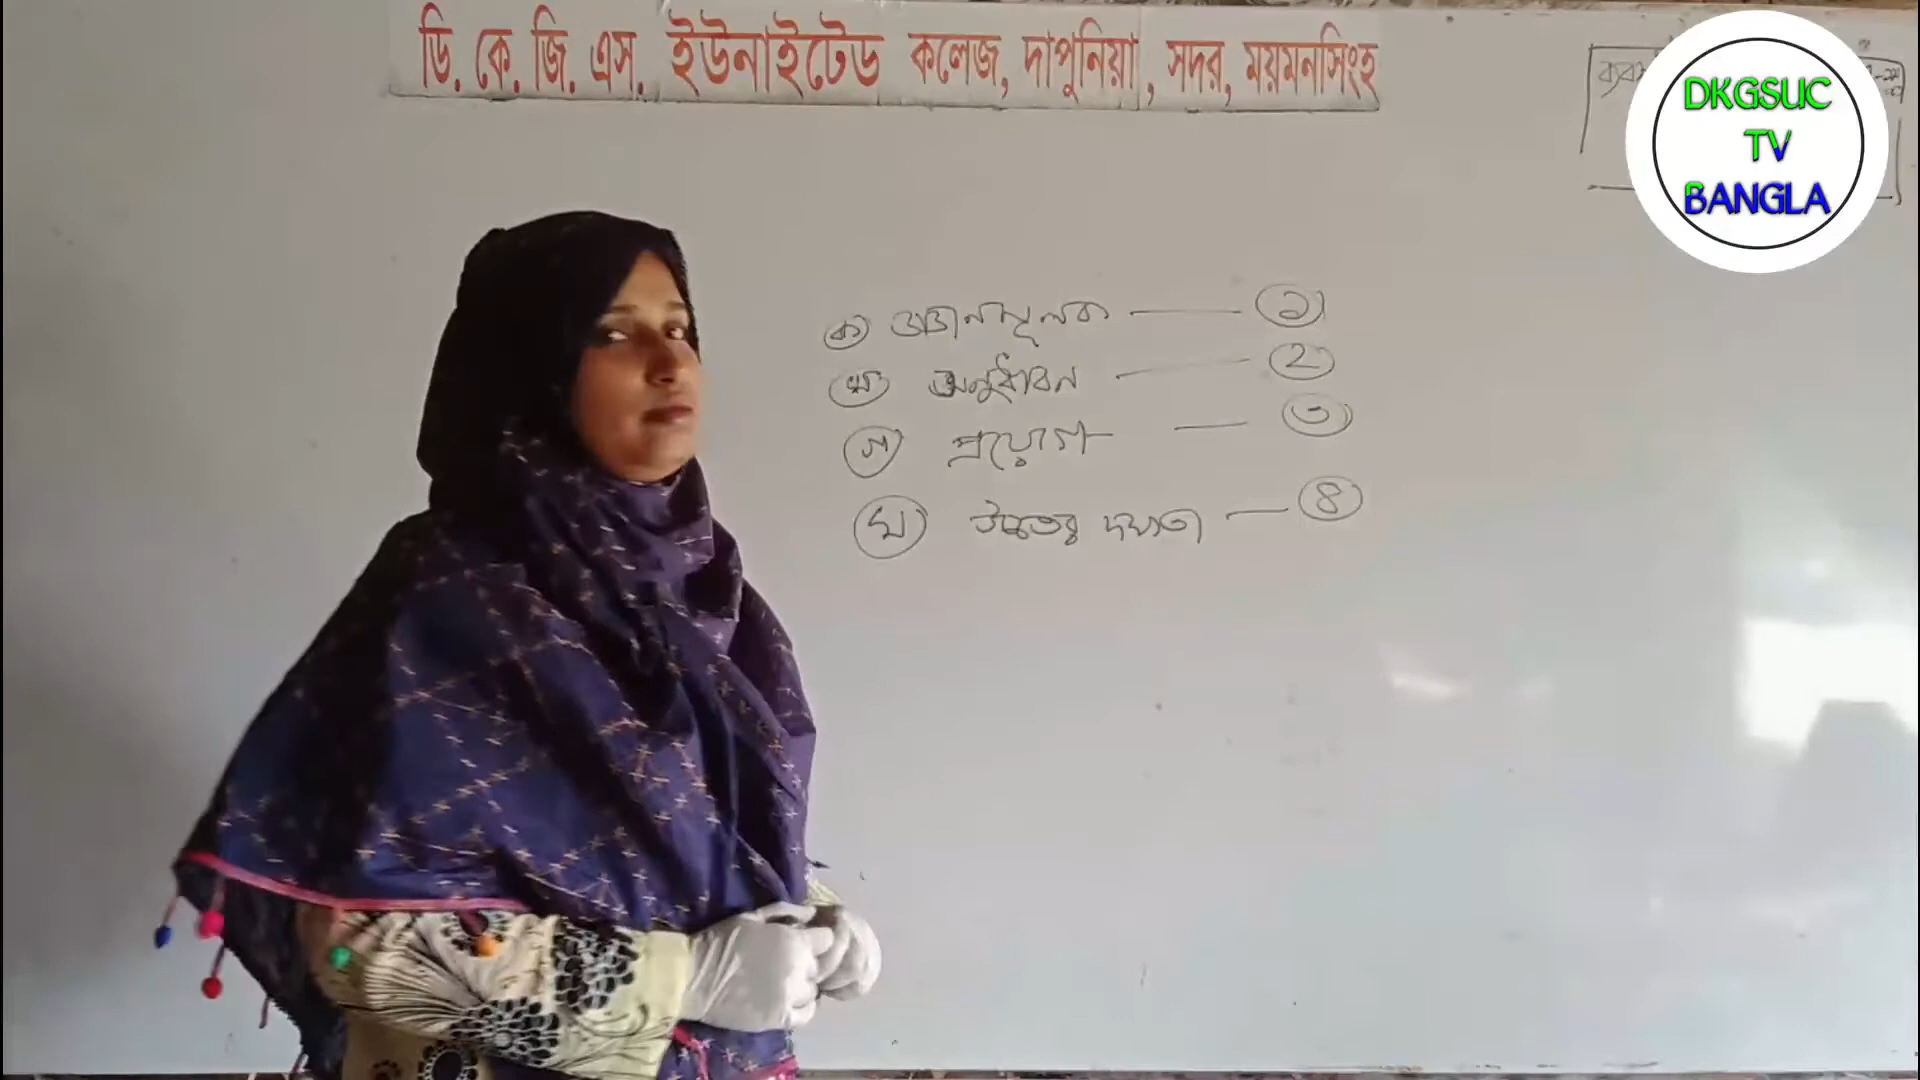 ডি. কে. জি. এস. ইউনাইটেড কলেজ, দাপুনিয়া, সদর, ময়মনসিংহ
DKGSUC
TV
BANGLA
ক জ্ঞানমূলক — ১
খ অনুধাবন — 2
গ প্রয়োগ — ৩
ঘ উচ্চতর দক্ষতা — ৪